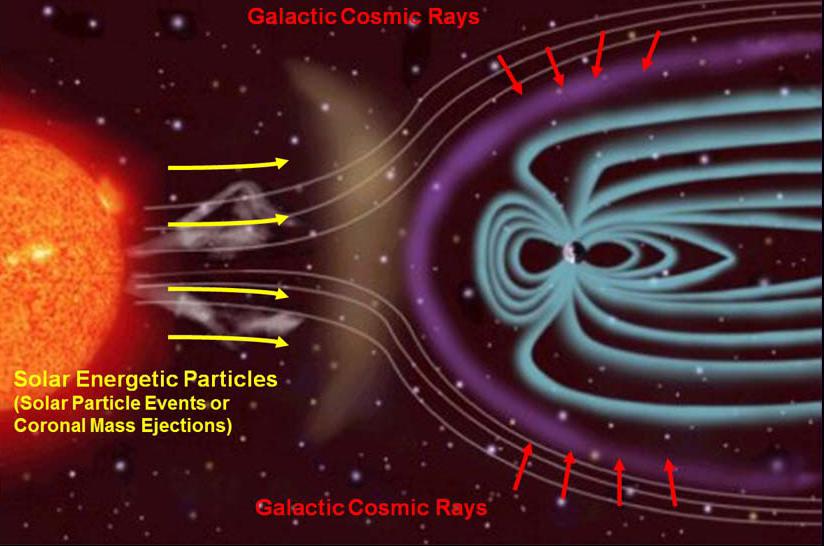 Galactic Cosmic Rays
Solar Energetic Particles
(Solar Particle Events or
Coronal Mass Ejections)
Galactic Cosmic Rays